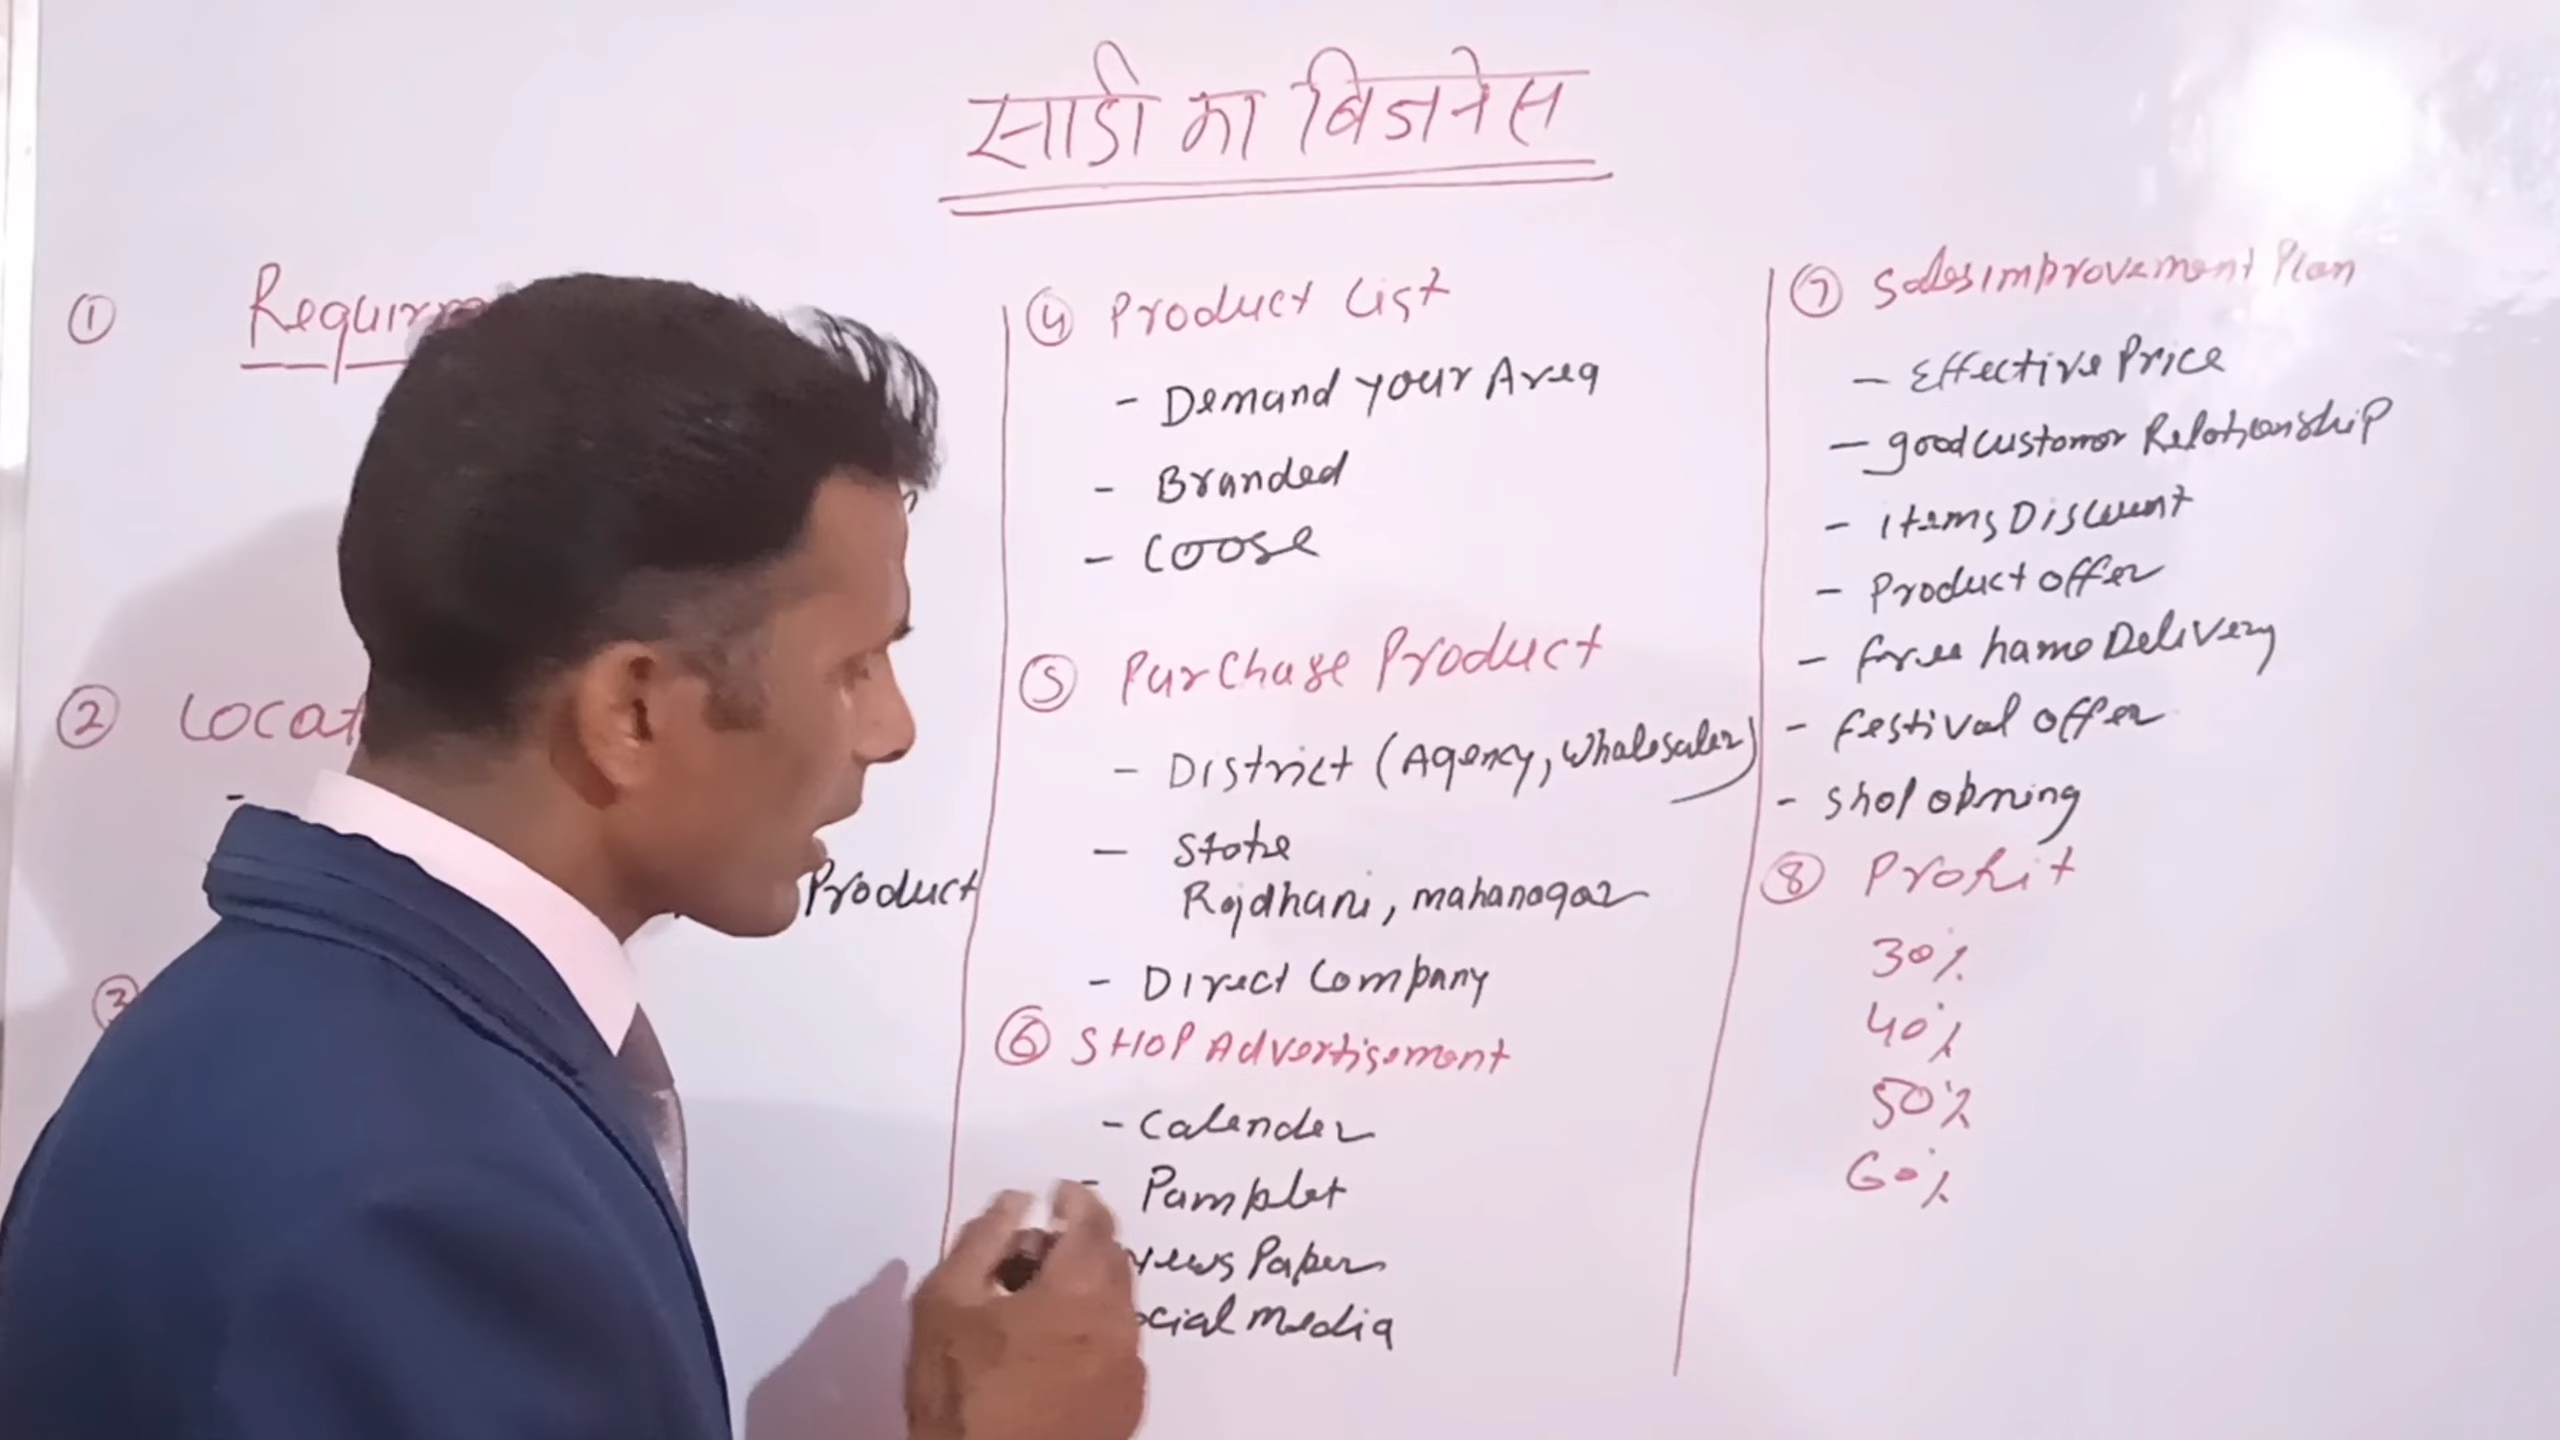 साडी का बिजनेस
①
Requirm
② Locat
-
Product
③
④ Product List
- Demand your Area
- Branded
- Loose
⑤ Purchase Product
- District (Agency, Wholesaler)
- State
Rajdhani, mahanagar
- Direct Company
⑥ SHOP Advertisement
- Calender
- Pamplet
News Paper
ocial media
⑦ Sales improvement Plan
- Effective Price
- good customer Relationship
- items Discount
- Product offer
- free home Delivery
- festival offer
- Shop opning
⑧ Profit
30%
40%
50%
60%